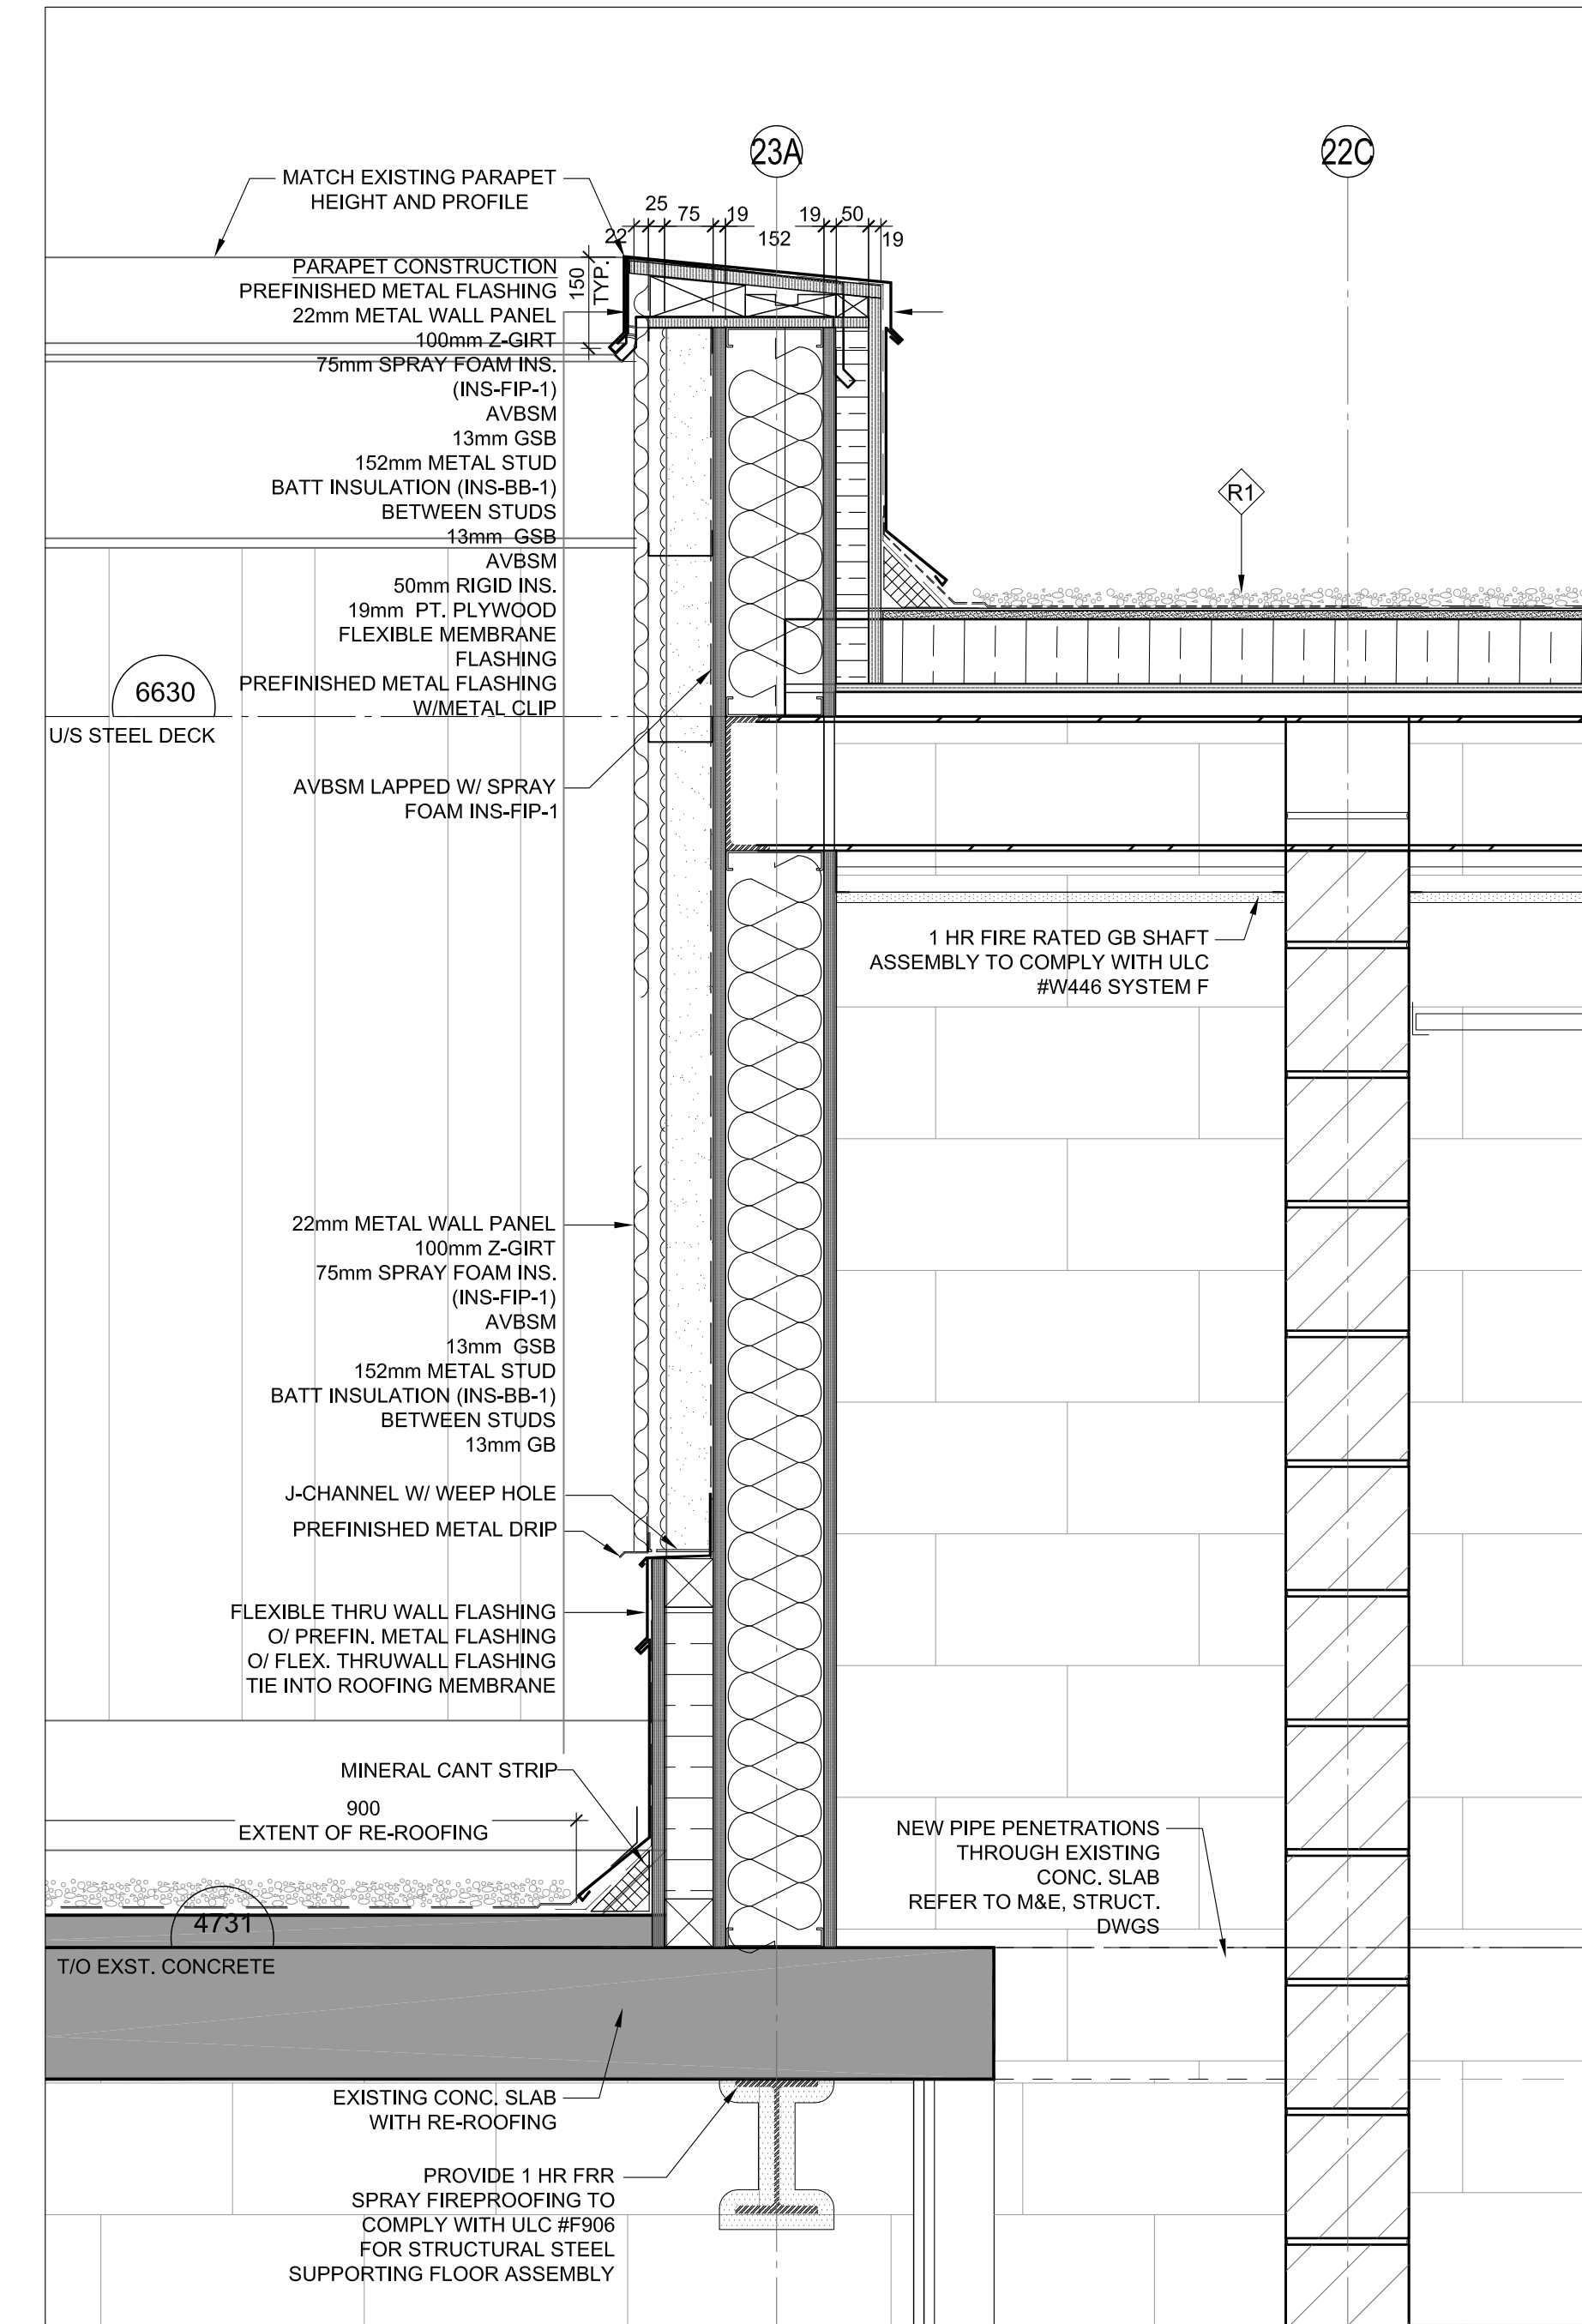 23A
22C
MATCH EXISTING PARAPET
HEIGHT AND PROFILE
22
25
75
19
152
19
50
19
150
TYP.
PARAPET CONSTRUCTION
PREFINISHED METAL FLASHING
22mm METAL WALL PANEL
100mm Z-GIRT
75mm SPRAY FOAM INS.
(INS-FIP-1)
AVBSM
13mm GSB
152mm METAL STUD
BATT INSULATION (INS-BB-1)
BETWEEN STUDS
13mm GSB
AVBSM
50mm RIGID INS.
19mm PT. PLYWOOD
FLEXIBLE MEMBRANE
FLASHING
PREFINISHED METAL FLASHING
W/METAL CLIP
R1
6630
U/S STEEL DECK
AVBSM LAPPED W/ SPRAY
FOAM INS-FIP-1
1 HR FIRE RATED GB SHAFT
ASSEMBLY TO COMPLY WITH ULC
#W446 SYSTEM F
22mm METAL WALL PANEL
100mm Z-GIRT
75mm SPRAY FOAM INS.
(INS-FIP-1)
AVBSM
13mm GSB
152mm METAL STUD
BATT INSULATION (INS-BB-1)
BETWEEN STUDS
13mm GB
J-CHANNEL W/ WEEP HOLE
PREFINISHED METAL DRIP
FLEXIBLE THRU WALL FLASHING
O/ PREFIN. METAL FLASHING
O/ FLEX. THRUWALL FLASHING
TIE INTO ROOFING MEMBRANE
MINERAL CANT STRIP
900
EXTENT OF RE-ROOFING
NEW PIPE PENETRATIONS
THROUGH EXISTING
CONC. SLAB
REFER TO M&E, STRUCT.
DWGS
4731
T/O EXST. CONCRETE
EXISTING CONC. SLAB
WITH RE-ROOFING
PROVIDE 1 HR FRR
SPRAY FIREPROOFING TO
COMPLY WITH ULC #F906
FOR STRUCTURAL STEEL
SUPPORTING FLOOR ASSEMBLY